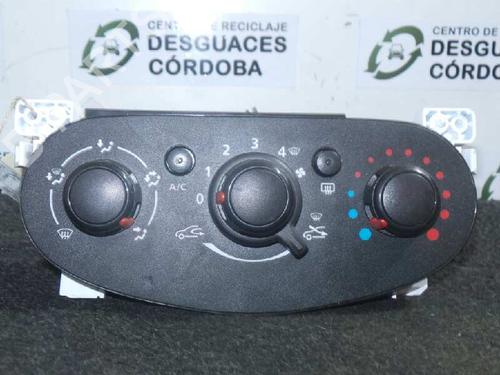 CENTRO DE RECICLAJE
DESGUACES
CÓRDOBA
CENTRO DE
DESGU
CÓRDO
A/C
0
1
2
3
4